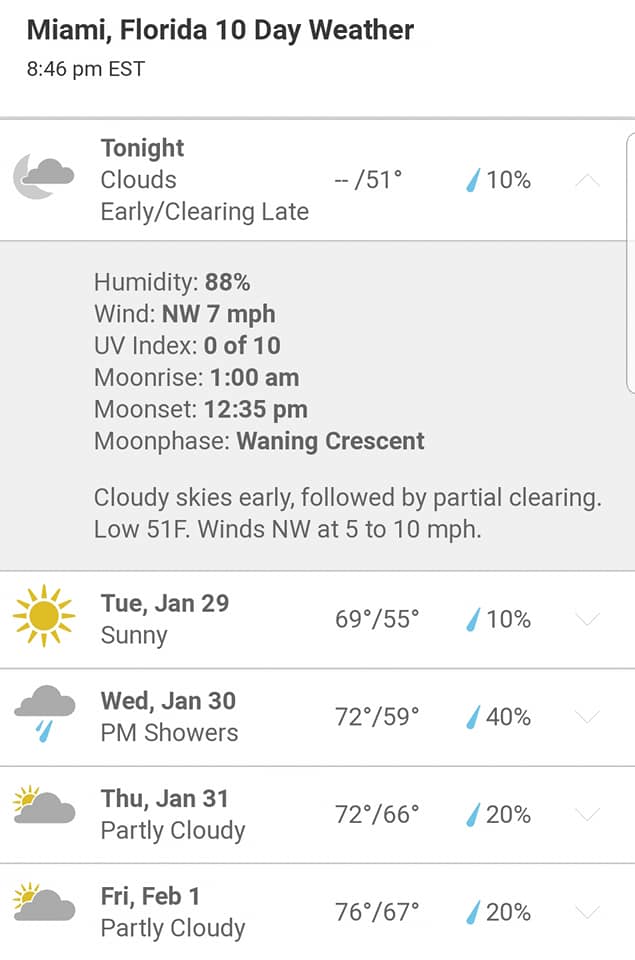 Miami, Florida 10 Day Weather
8:46 pm EST
Tonight
Clouds
Early/Clearing Late
-- /51°
10%
Humidity: 88%
Wind: NW 7 mph
UV Index: 0 of 10
Moonrise: 1:00 am
Moonset: 12:35 pm
Moonphase: Waning Crescent
Cloudy skies early, followed by partial clearing.
Low 51F. Winds NW at 5 to 10 mph.
Tue, Jan 29
Sunny
69°/55°
10%
Wed, Jan 30
PM Showers
72°/59°
40%
Thu, Jan 31
Partly Cloudy
72°/66°
20%
Fri, Feb 1
Partly Cloudy
76°/67°
20%